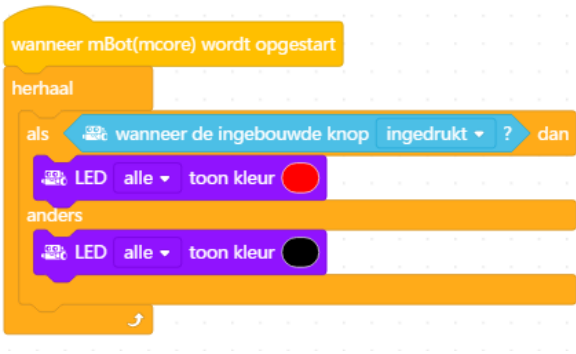 wanneer mBot(mcore) wordt opgestart
herhaal
als wanneer de ingebouwde knop ingedrukt ? dan
LED alle toon kleur
anders
LED alle toon kleur